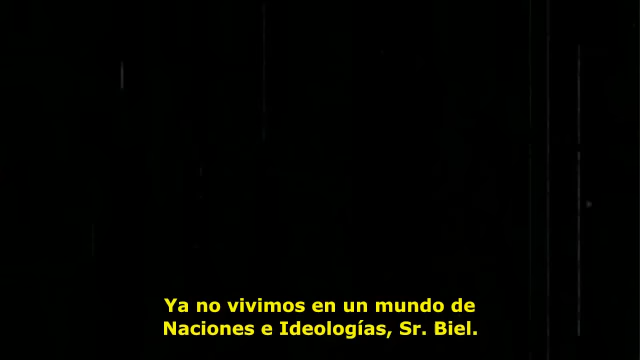 Ya no vivimos en un mundo de
Naciones e Ideologías, Sr. Biel.